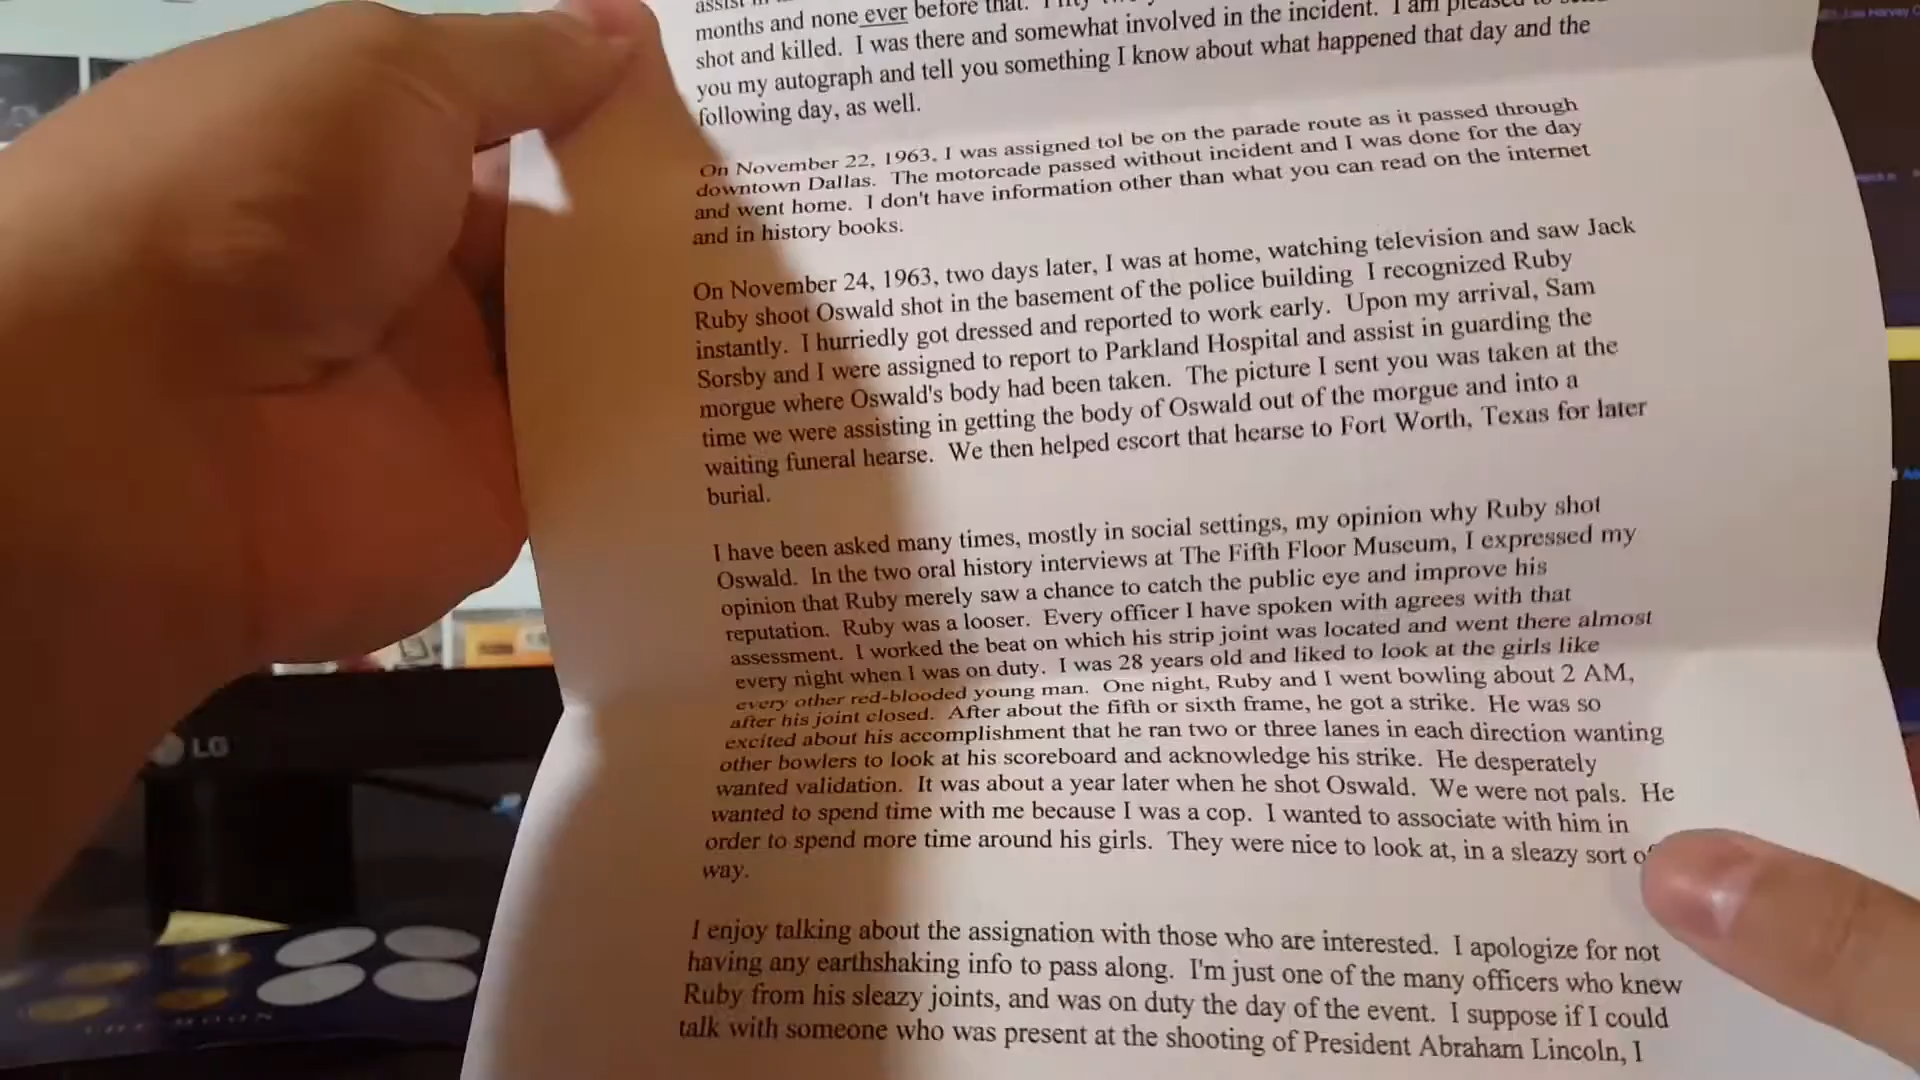 assist in
months and none ever before that.
shot and killed.  I was there and somewhat involved in the incident.  I am pleased to send
you my autograph and tell you something I know about what happened that day and the
following day, as well.
On November 22, 1963, I was assigned tol be on the parade route as it passed through
downtown Dallas.  The motorcade passed without incident and I was done for the day
and went home.  I don't have information other than what you can read on the internet
and in history books.
On November 24, 1963, two days later, I was at home, watching television and saw Jack
Ruby shoot Oswald shot in the basement of the police building  I recognized Ruby
instantly.  I hurriedly got dressed and reported to work early.  Upon my arrival, Sam
Sorsby and I were assigned to report to Parkland Hospital and assist in guarding the
morgue where Oswald's body had been taken.  The picture I sent you was taken at the
time we were assisting in getting the body of Oswald out of the morgue and into a
waiting funeral hearse.  We then helped escort that hearse to Fort Worth, Texas for later
burial.
I have been asked many times, mostly in social settings, my opinion why Ruby shot
Oswald.  In the two oral history interviews at The Fifth Floor Museum, I expressed my
opinion that Ruby merely saw a chance to catch the public eye and improve his
reputation.  Ruby was a looser.  Every officer I have spoken with agrees with that
assessment.  I worked the beat on which his strip joint was located and went there almost
every night when I was on duty.  I was 28 years old and liked to look at the girls like
every other red-blooded young man.  One night, Ruby and I went bowling about 2 AM,
after his joint closed.  After about the fifth or sixth frame, he got a strike.  He was so
excited about his accomplishment that he ran two or three lanes in each direction wanting
other bowlers to look at his scoreboard and acknowledge his strike.  He desperately
wanted validation.  It was about a year later when he shot Oswald.  We were not pals.  He
wanted to spend time with me because I was a cop.  I wanted to associate with him in
order to spend more time around his girls.  They were nice to look at, in a sleazy sort of
way.
I enjoy talking about the assignation with those who are interested.  I apologize for not
having any earthshaking info to pass along.  I'm just one of the many officers who knew
Ruby from his sleazy joints, and was on duty the day of the event.  I suppose if I could
talk with someone who was present at the shooting of President Abraham Lincoln, I
LG